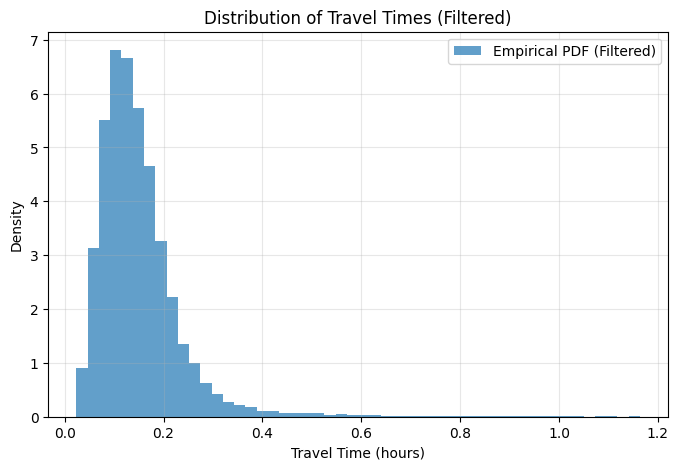 Distribution of Travel Times (Filtered)
Empirical PDF (Filtered)
7
6
5
4
3
2
1
0
Density
0.0 0.2 0.4 0.6 0.8 1.0 1.2
Travel Time (hours)